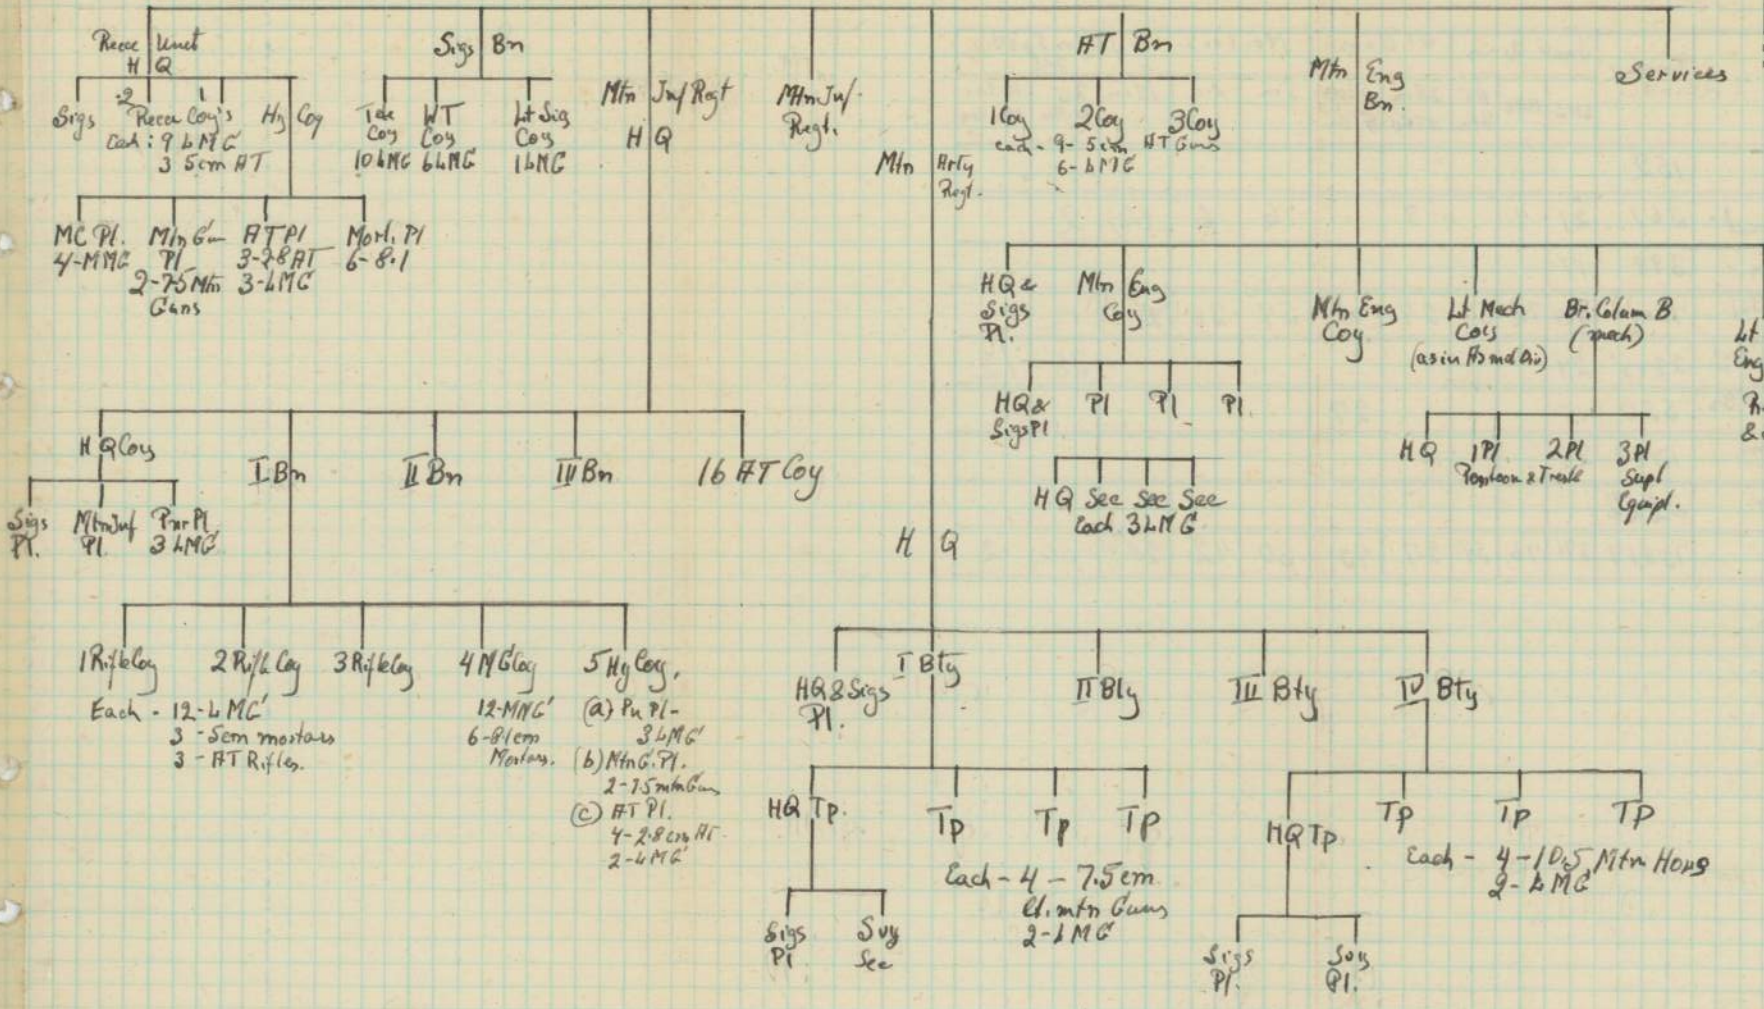 Recce Unit
H Q
Sigs
2 Recce Coy's 1
Each: 9 LMG
3 5cm AT
Hy Coy
MC Pl.
4-MMG
Mtn Gun
Pl
2-7.5 Mtn
Guns
AT Pl
3-2.8 AT
3-LMG
Mort. Pl
6-8.1
Sigs Bn
Tele
Coy
10 LMG
WT
Coy
6 LMG
Lt Sig
Coy
1 LMG
Mtn Inf Regt
H Q
Mtn Inf.
Regt.
Mtn Arty
Regt.
AT Bn
1 Coy 2 Coy 3 Coy
each - 9 - 5cm AT Guns
6 - LMG
Mtn Eng
Bn.
Services
HQ &
Sigs
Pl.
Mtn Eng
Coy
Mtn Eng
Coy
Lt Mech
Coy
(as in Armd Div)
Br. Colum B
(mech)
Lt
Eng
&
HQ &
Sigs Pl
Pl Pl Pl.
HQ Sec Sec Sec
Each 3 LMG
HQ
1 Pl 2 Pl
Pontoon & Trestle
3 Pl
Supl
Equipt.
H Q Coy
I Bn
II Bn
III Bn
16 AT Coy
Sigs
Pl.
Mtn Inf
Pl.
Pnr Pl
3 LMG
1 Rifle Coy 2 Rifle Coy 3 Rifle Coy
Each - 12-LMG
3 - 5cm mortars
3 - AT Rifles.
4 MG Coy
12-MMG
6-81cm
Mortars.
5 Hy Coy.
(a) Pn Pl -
3 LMG
(b) Mtn G. Pl.
2-7.5 mtn Guns
(c) AT Pl.
4-2.8cm AT.
2-LMG
H Q
HQ & Sigs
Pl.
I Bty
II Bty
III Bty
IV Bty
HQ Tp.
Tp Tp Tp
Each - 4 - 7.5cm
lt. mtn Guns
2-LMG
Sigs
Pl
Svy
Sec
HQ Tp
Tp Tp Tp
Each - 4-10.5 Mtn Hows
2-LMG
Sigs
Pl.
Svy
Pl.